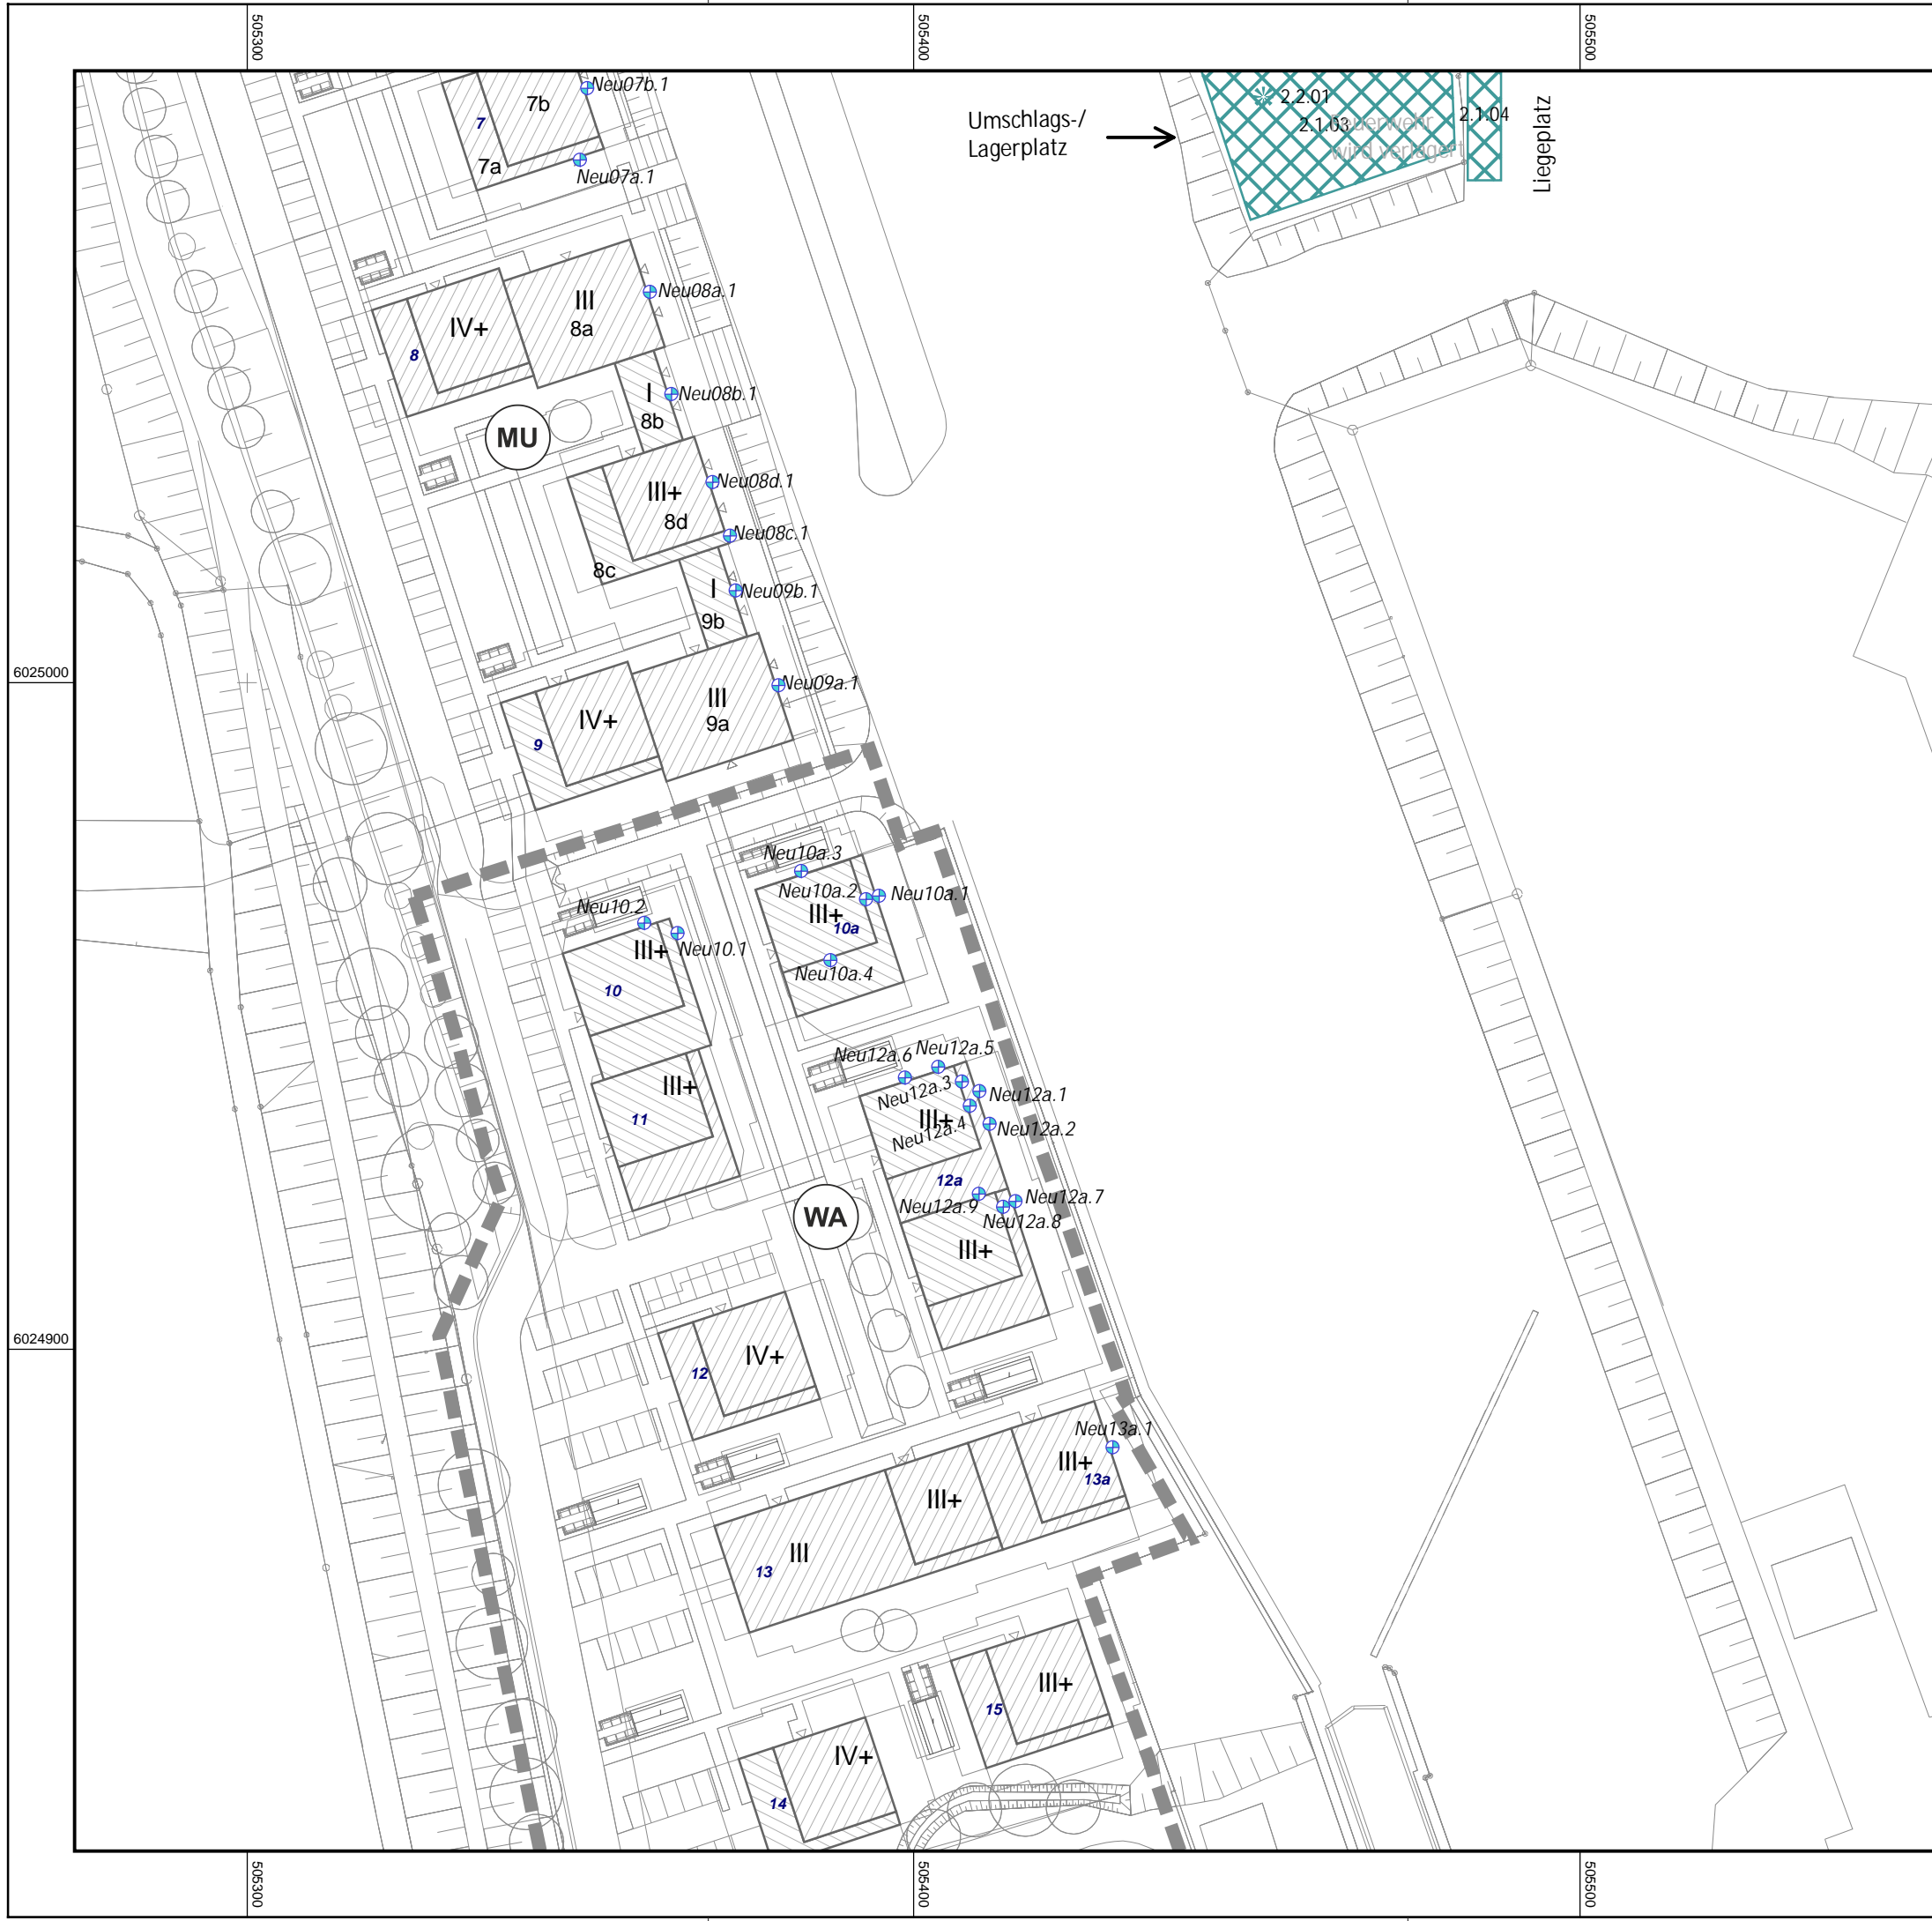 505300
505400
505500
Neu07b.1
7b
7
7a
Neu07a.1
Umschlags-/
Lagerplatz
2.2.01
2.1.03
Feuerwehr
wird verlagert
2.1.04
Liegeplatz
Neu08a.1
III
8a
IV+
8
I
8b
Neu08b.1
MU
Neu08d.1
III+
8d
Neu08c.1
8c
I
9b
Neu09b.1
6025000
Neu09a.1
III
9a
IV+
9
Neu10a.3
Neu10a.2
Neu10a.1
III+
10a
Neu10a.4
Neu10.2
III+
Neu10.1
10
Neu12a.6
Neu12a.5
Neu12a.3
Neu12a.1
III+
Neu12a.4
Neu12a.2
III+
11
12a
Neu12a.9
Neu12a.7
Neu12a.8
WA
III+
6024900
IV+
12
Neu13a.1
III+
13a
III+
III
13
III+
15
IV+
14
505300
505400
505500